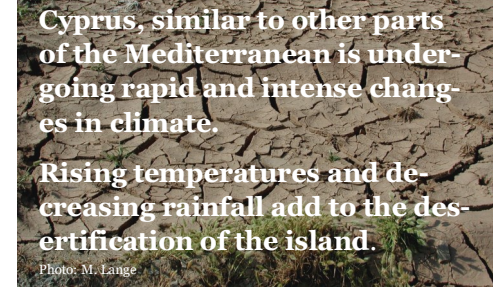 Cyprus, similar to other parts
of the Mediterranean is under-
going rapid and intense chang-
es in climate.
Rising temperatures and de-
creasing rainfall add to the des-
ertification of the island.
Photo: M. Lange